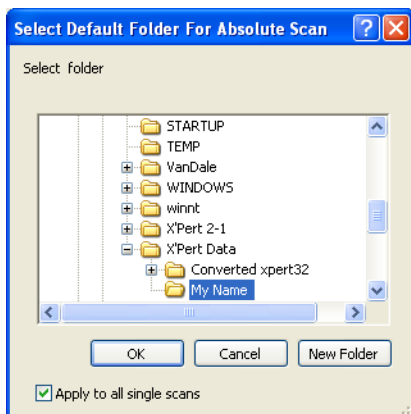 Select Default Folder For Absolute Scan
Select folder
STARTUP
TEMP
VanDale
WINDOWS
winnt
X'Pert 2-1
X'Pert Data
Converted xpert32
My Name
OK Cancel New Folder
Apply to all single scans